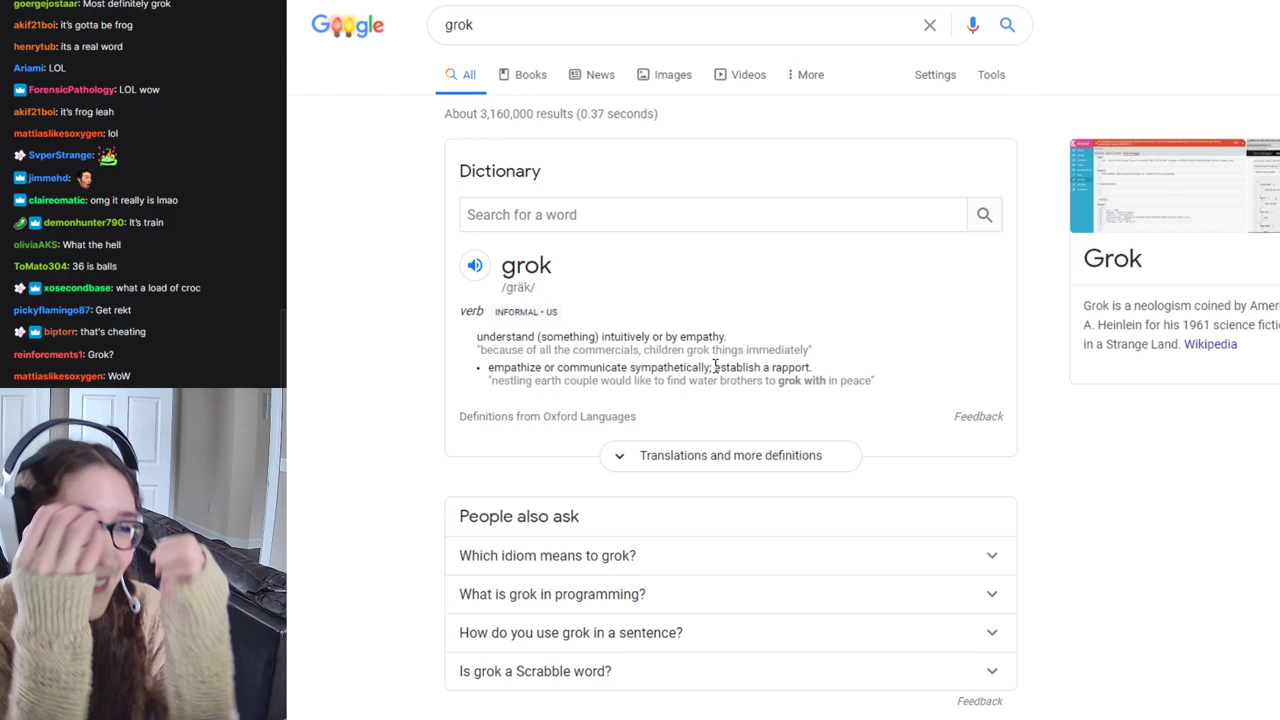 goergejostaar: Most definitely grok
akif21boi: it's gotta be frog
henrytub: its a real word
Ariami: LOL
ForensicPathology: LOL wow
akif21boi: it's frog leah
mattiaslikesoxygen: lol
SvperStrange:
jimmehd:
claireomatic: omg it really is lmao
demonhunter790: It's train
oliviaAKS: What the hell
ToMato304: 36 is balls
xosecondbase: what a load of croc
pickyflamingo87: Get rekt
biptorr: that's cheating
reinforcments1: Grok?
mattiaslikesoxygen: WoW
Google
grok
All
Books
News
Images
Videos
More
Settings
Tools
About 3,160,000 results (0.37 seconds)
Dictionary
Search for a word
grok
/ɡräk/
verb INFORMAL • US
understand (something) intuitively or by empathy.
"because of all the commercials, children grok things immediately"
• empathize or communicate sympathetically; establish a rapport.
"nestling earth couple would like to find water brothers to grok with in peace"
Definitions from Oxford Languages
Feedback
Translations and more definitions
People also ask
Which idiom means to grok?
What is grok in programming?
How do you use grok in a sentence?
Is grok a Scrabble word?
Feedback
Grok
Grok is a neologism coined by Amer
A. Heinlein for his 1961 science fictio
in a Strange Land. Wikipedia